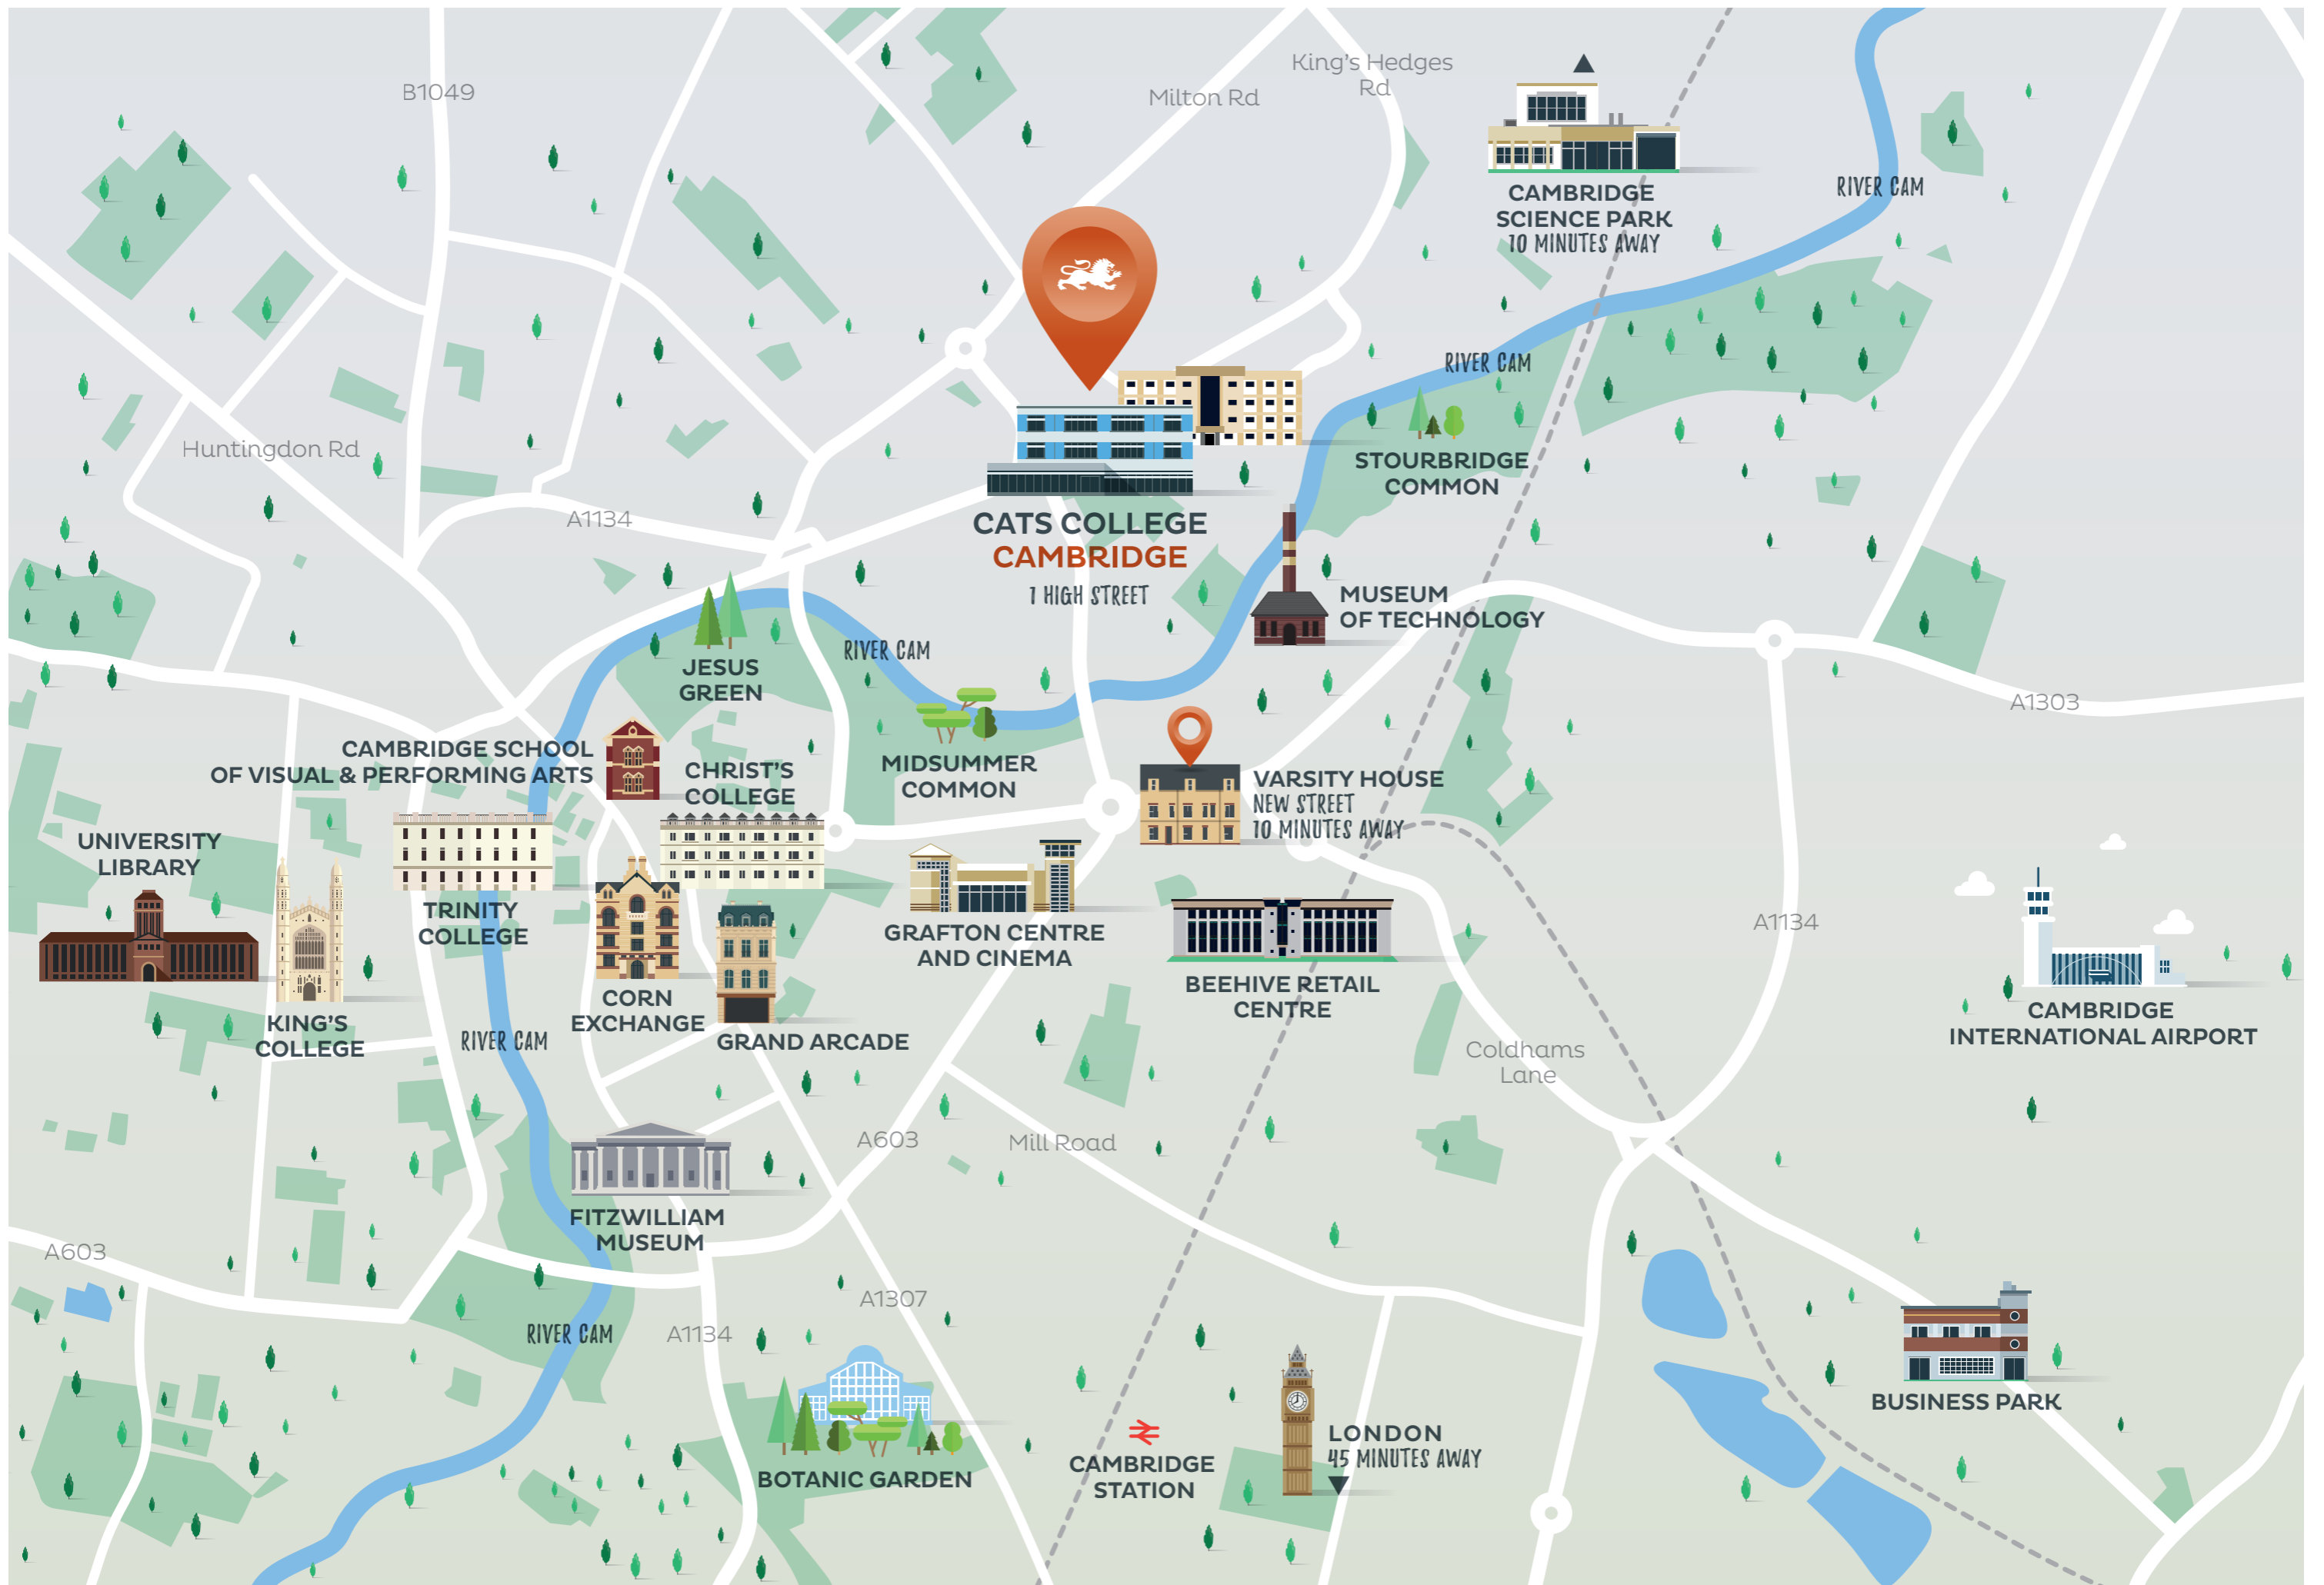 B1049
Milton Rd
King's Hedges
Rd
CAMBRIDGE
SCIENCE PARK
10 MINUTES AWAY
RIVER CAM
RIVER CAM
Huntingdon Rd
A1134
CATS COLLEGE
CAMBRIDGE
1 HIGH STREET
STOURBRIDGE
COMMON
MUSEUM
OF TECHNOLOGY
JESUS
GREEN
RIVER CAM
A1303
CAMBRIDGE SCHOOL
OF VISUAL & PERFORMING ARTS
CHRIST'S
COLLEGE
MIDSUMMER
COMMON
VARSITY HOUSE
NEW STREET
10 MINUTES AWAY
UNIVERSITY
LIBRARY
TRINITY
COLLEGE
GRAFTON CENTRE
AND CINEMA
A1134
BEEHIVE RETAIL
CENTRE
CORN
EXCHANGE
GRAND ARCADE
KING'S
COLLEGE
RIVER CAM
CAMBRIDGE
INTERNATIONAL AIRPORT
Coldhams
Lane
A603
Mill Road
FITZWILLIAM
MUSEUM
A603
A1307
RIVER CAM
A1134
BUSINESS PARK
BOTANIC GARDEN
CAMBRIDGE
STATION
LONDON
45 MINUTES AWAY